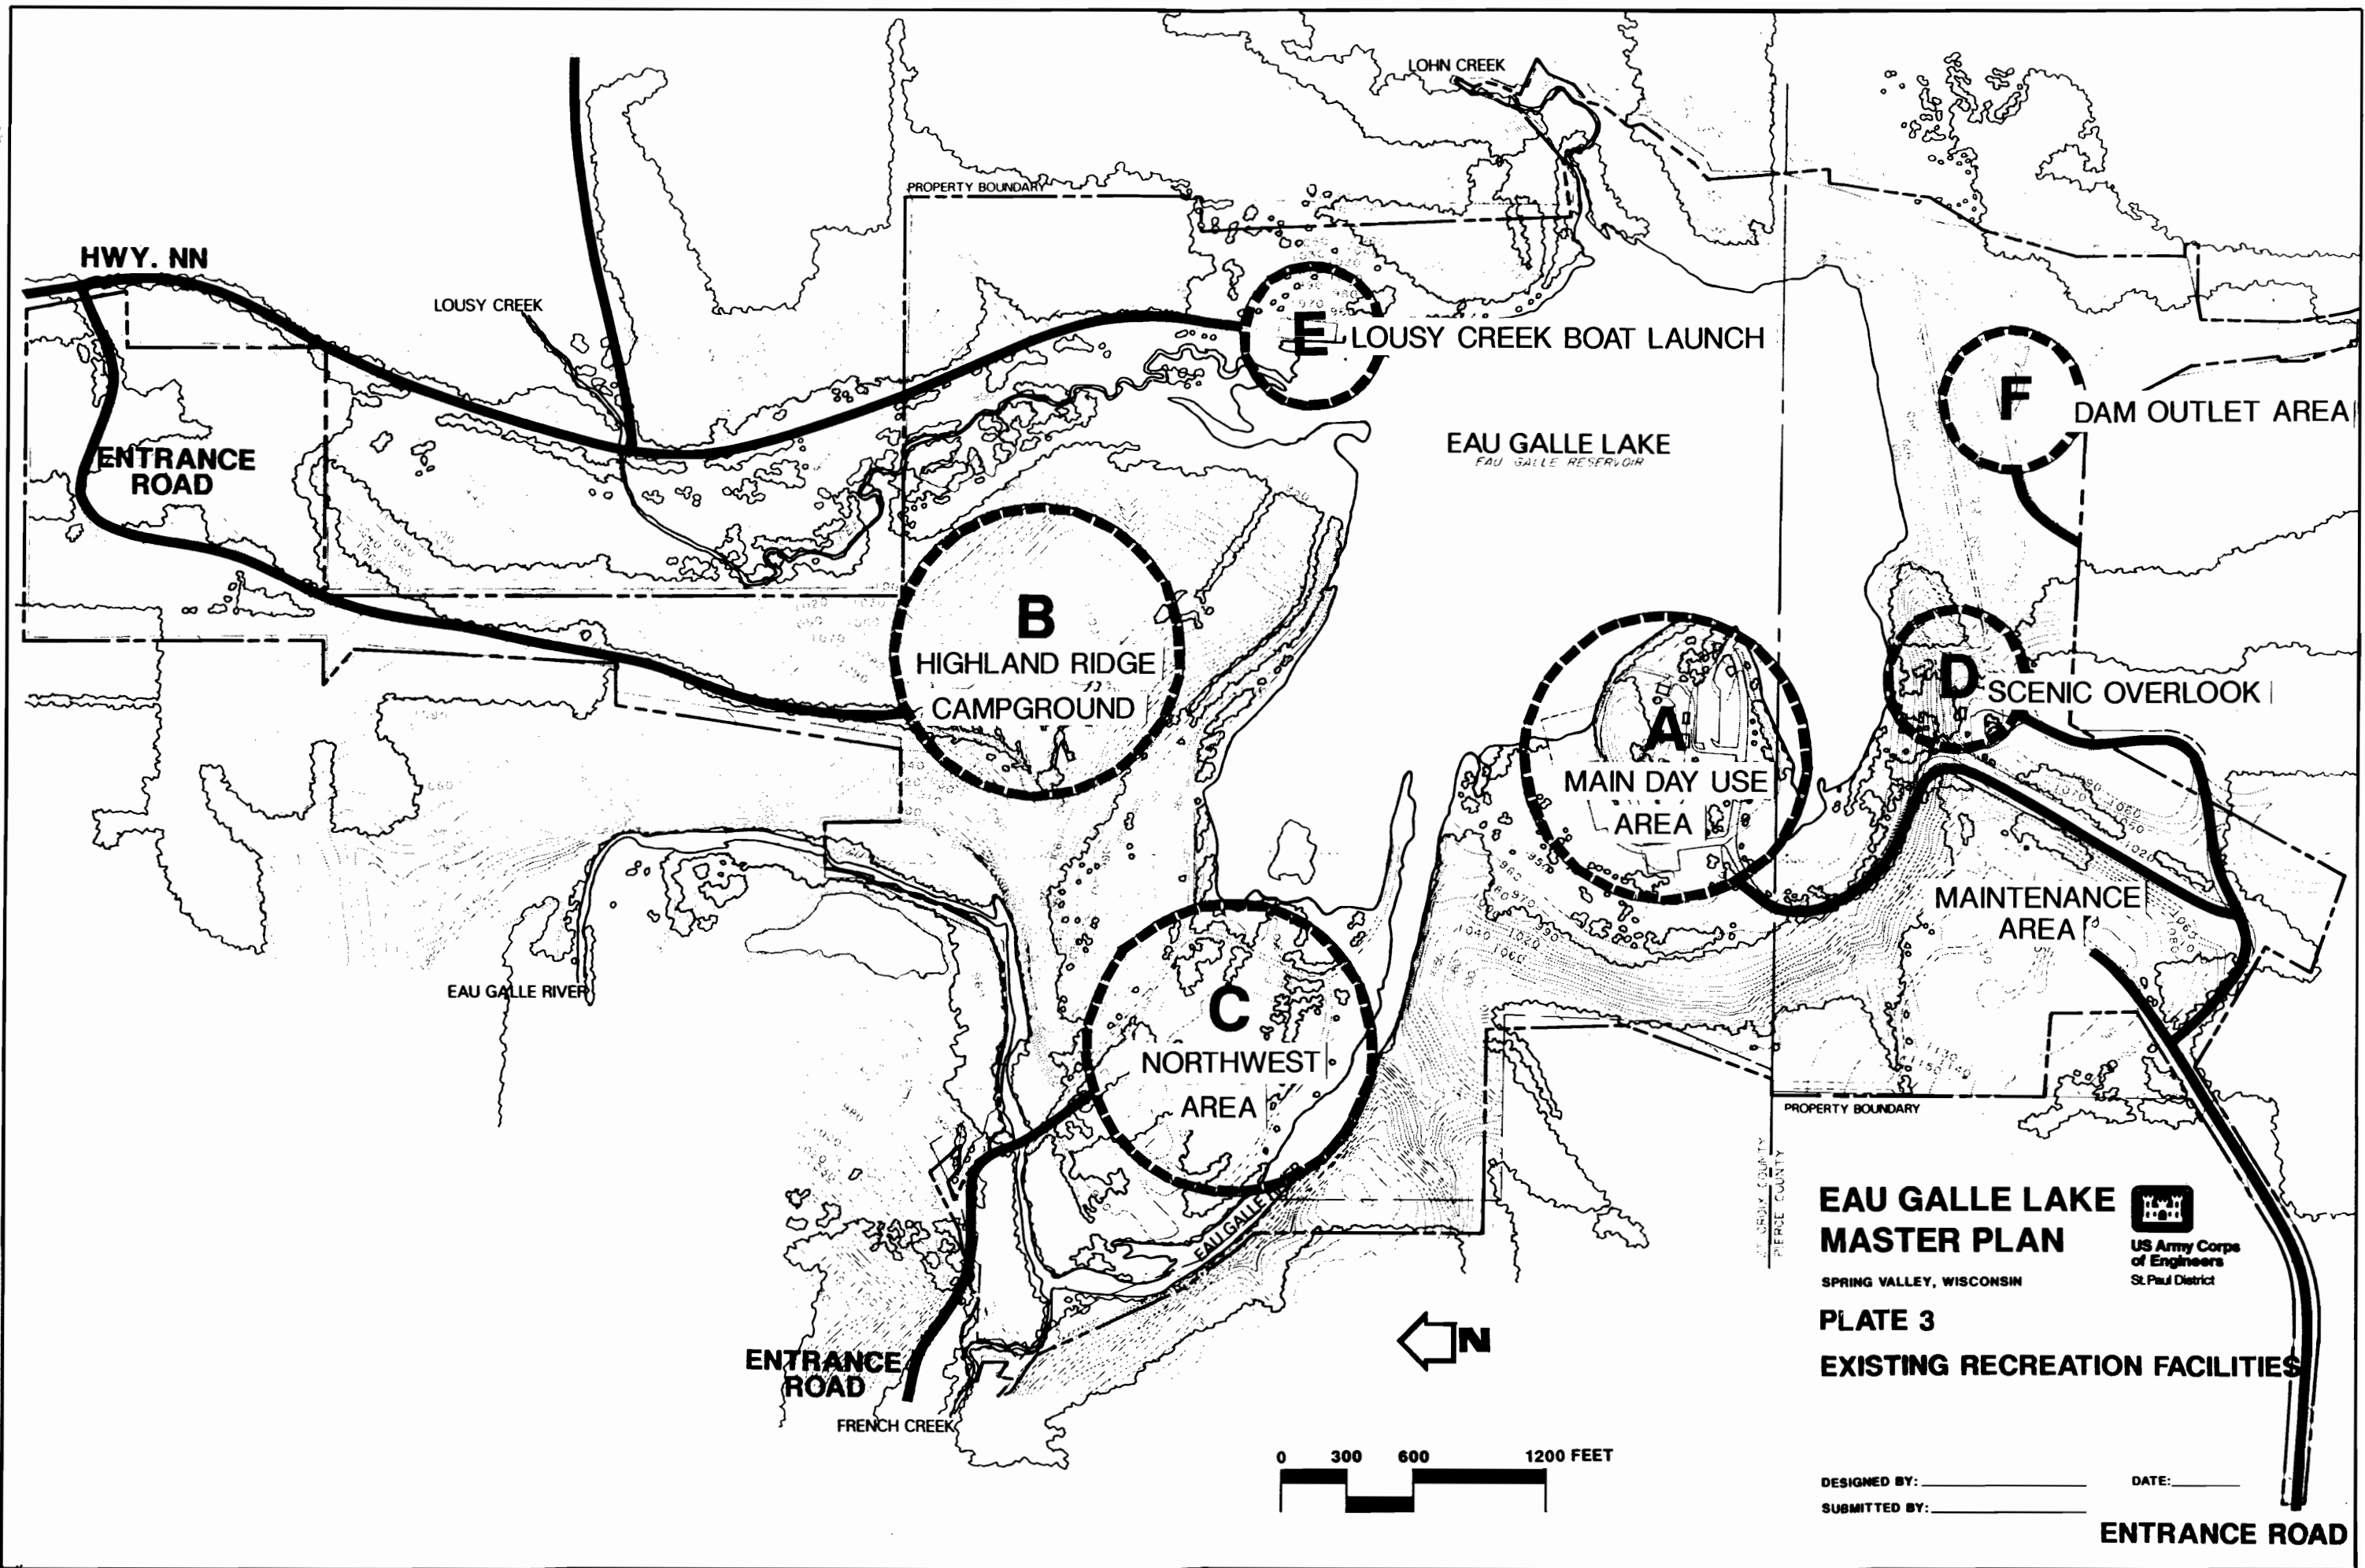 LOHN CREEK
PROPERTY BOUNDARY
HWY. NN
LOUSY CREEK
E
LOUSY CREEK BOAT LAUNCH
F
DAM OUTLET AREA
EAU GALLE LAKE
EAU GALLE RESERVOIR
ENTRANCE
ROAD
B
HIGHLAND RIDGE
CAMPGROUND
D
SCENIC OVERLOOK
A
MAIN DAY USE
AREA
MAINTENANCE
AREA
EAU GALLE RIVER
C
NORTHWEST
AREA
PROPERTY BOUNDARY
ST. CROIX COUNTY
PIERCE COUNTY
EAU GALLE
EAU GALLE LAKE
MASTER PLAN
US Army Corps
of Engineers
St. Paul District
SPRING VALLEY, WISCONSIN
PLATE 3
EXISTING RECREATION FACILITIES
N
ENTRANCE
ROAD
FRENCH CREEK
0 300 600 1200 FEET
DESIGNED BY: DATE:
SUBMITTED BY:
ENTRANCE ROAD